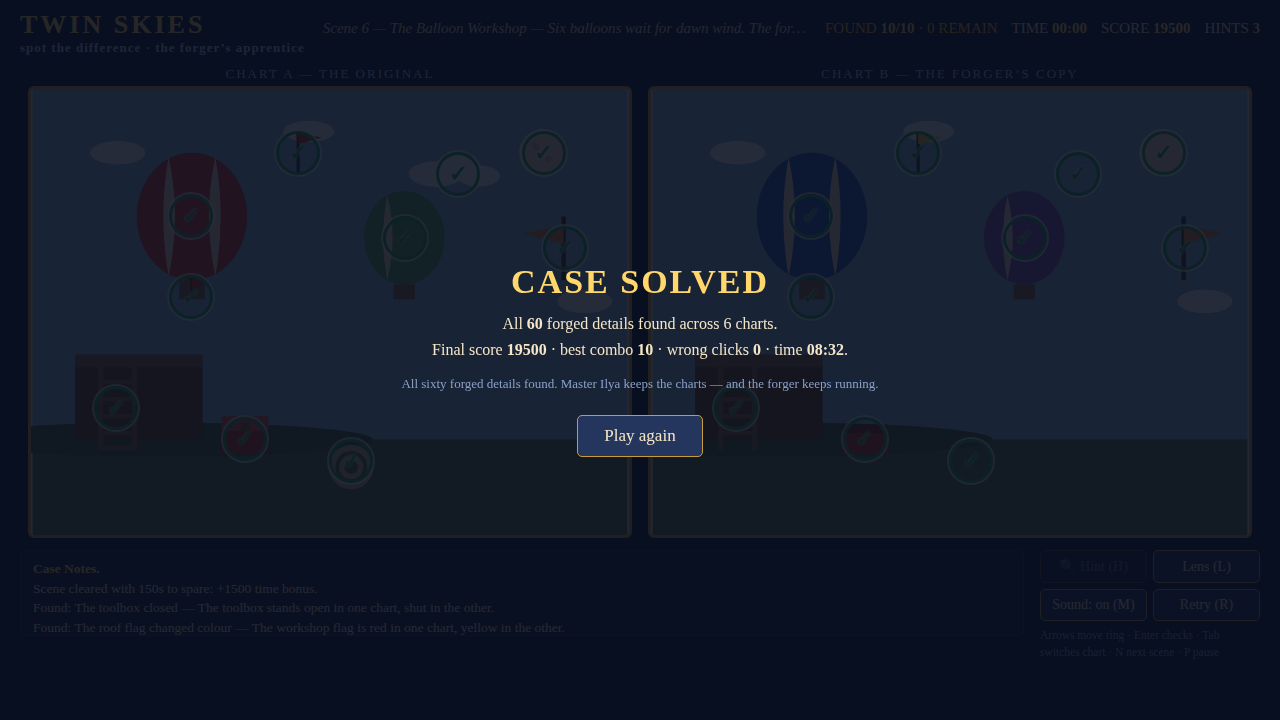 TWIN SKIES
spot the difference · the forger's apprentice
Scene 6 — The Balloon Workshop — Six balloons wait for dawn wind. The for…
FOUND 10/10 · 0 REMAIN TIME 00:00 SCORE 19500 HINTS 3
CHART A — THE ORIGINAL
CHART B — THE FORGER'S COPY
CASE SOLVED
All 60 forged details found across 6 charts.
Final score 19500 · best combo 10 · wrong clicks 0 · time 08:32.
All sixty forged details found. Master Ilya keeps the charts — and the forger keeps running.
Play again
Case Notes.
Scene cleared with 150s to spare: +1500 time bonus.
Found: The toolbox closed — The toolbox stands open in one chart, shut in the other.
Found: The roof flag changed colour — The workshop flag is red in one chart, yellow in the other.
Hint (H)
Lens (L)
Sound: on (M)
Retry (R)
Arrows move ring · Enter checks · Tab
switches chart · N next scene · P pause